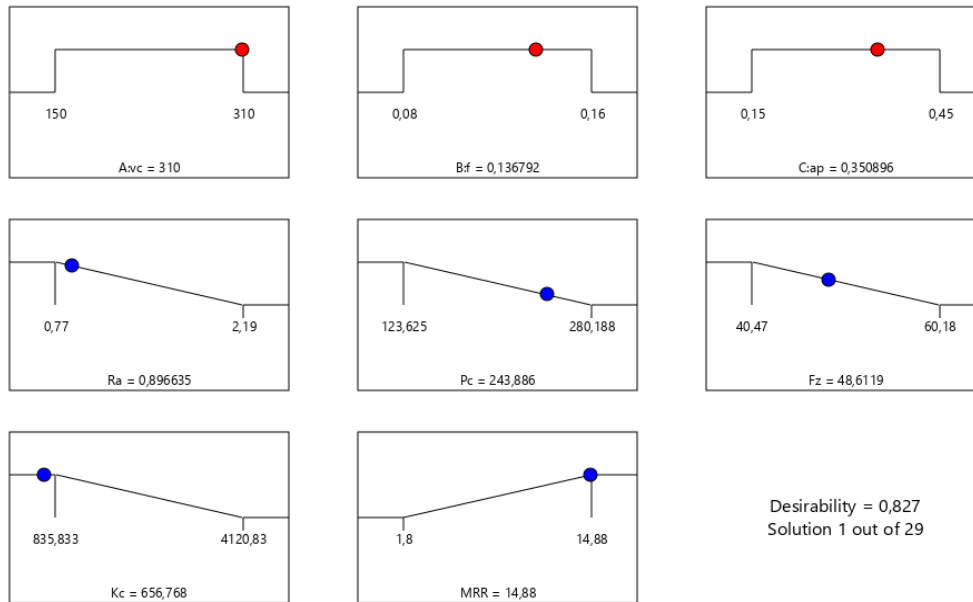 150 310
A:vc = 310
0,08 0,16
B:f = 0,136792
0,15 0,45
C:ap = 0,350896
0,77 2,19
Ra = 0,896635
123,625 280,188
Pc = 243,886
40,47 60,18
Fz = 48,6119
835,833 4120,83
Kc = 656,768
1,8 14,88
MRR = 14,88
Desirability = 0,827
Solution 1 out of 29